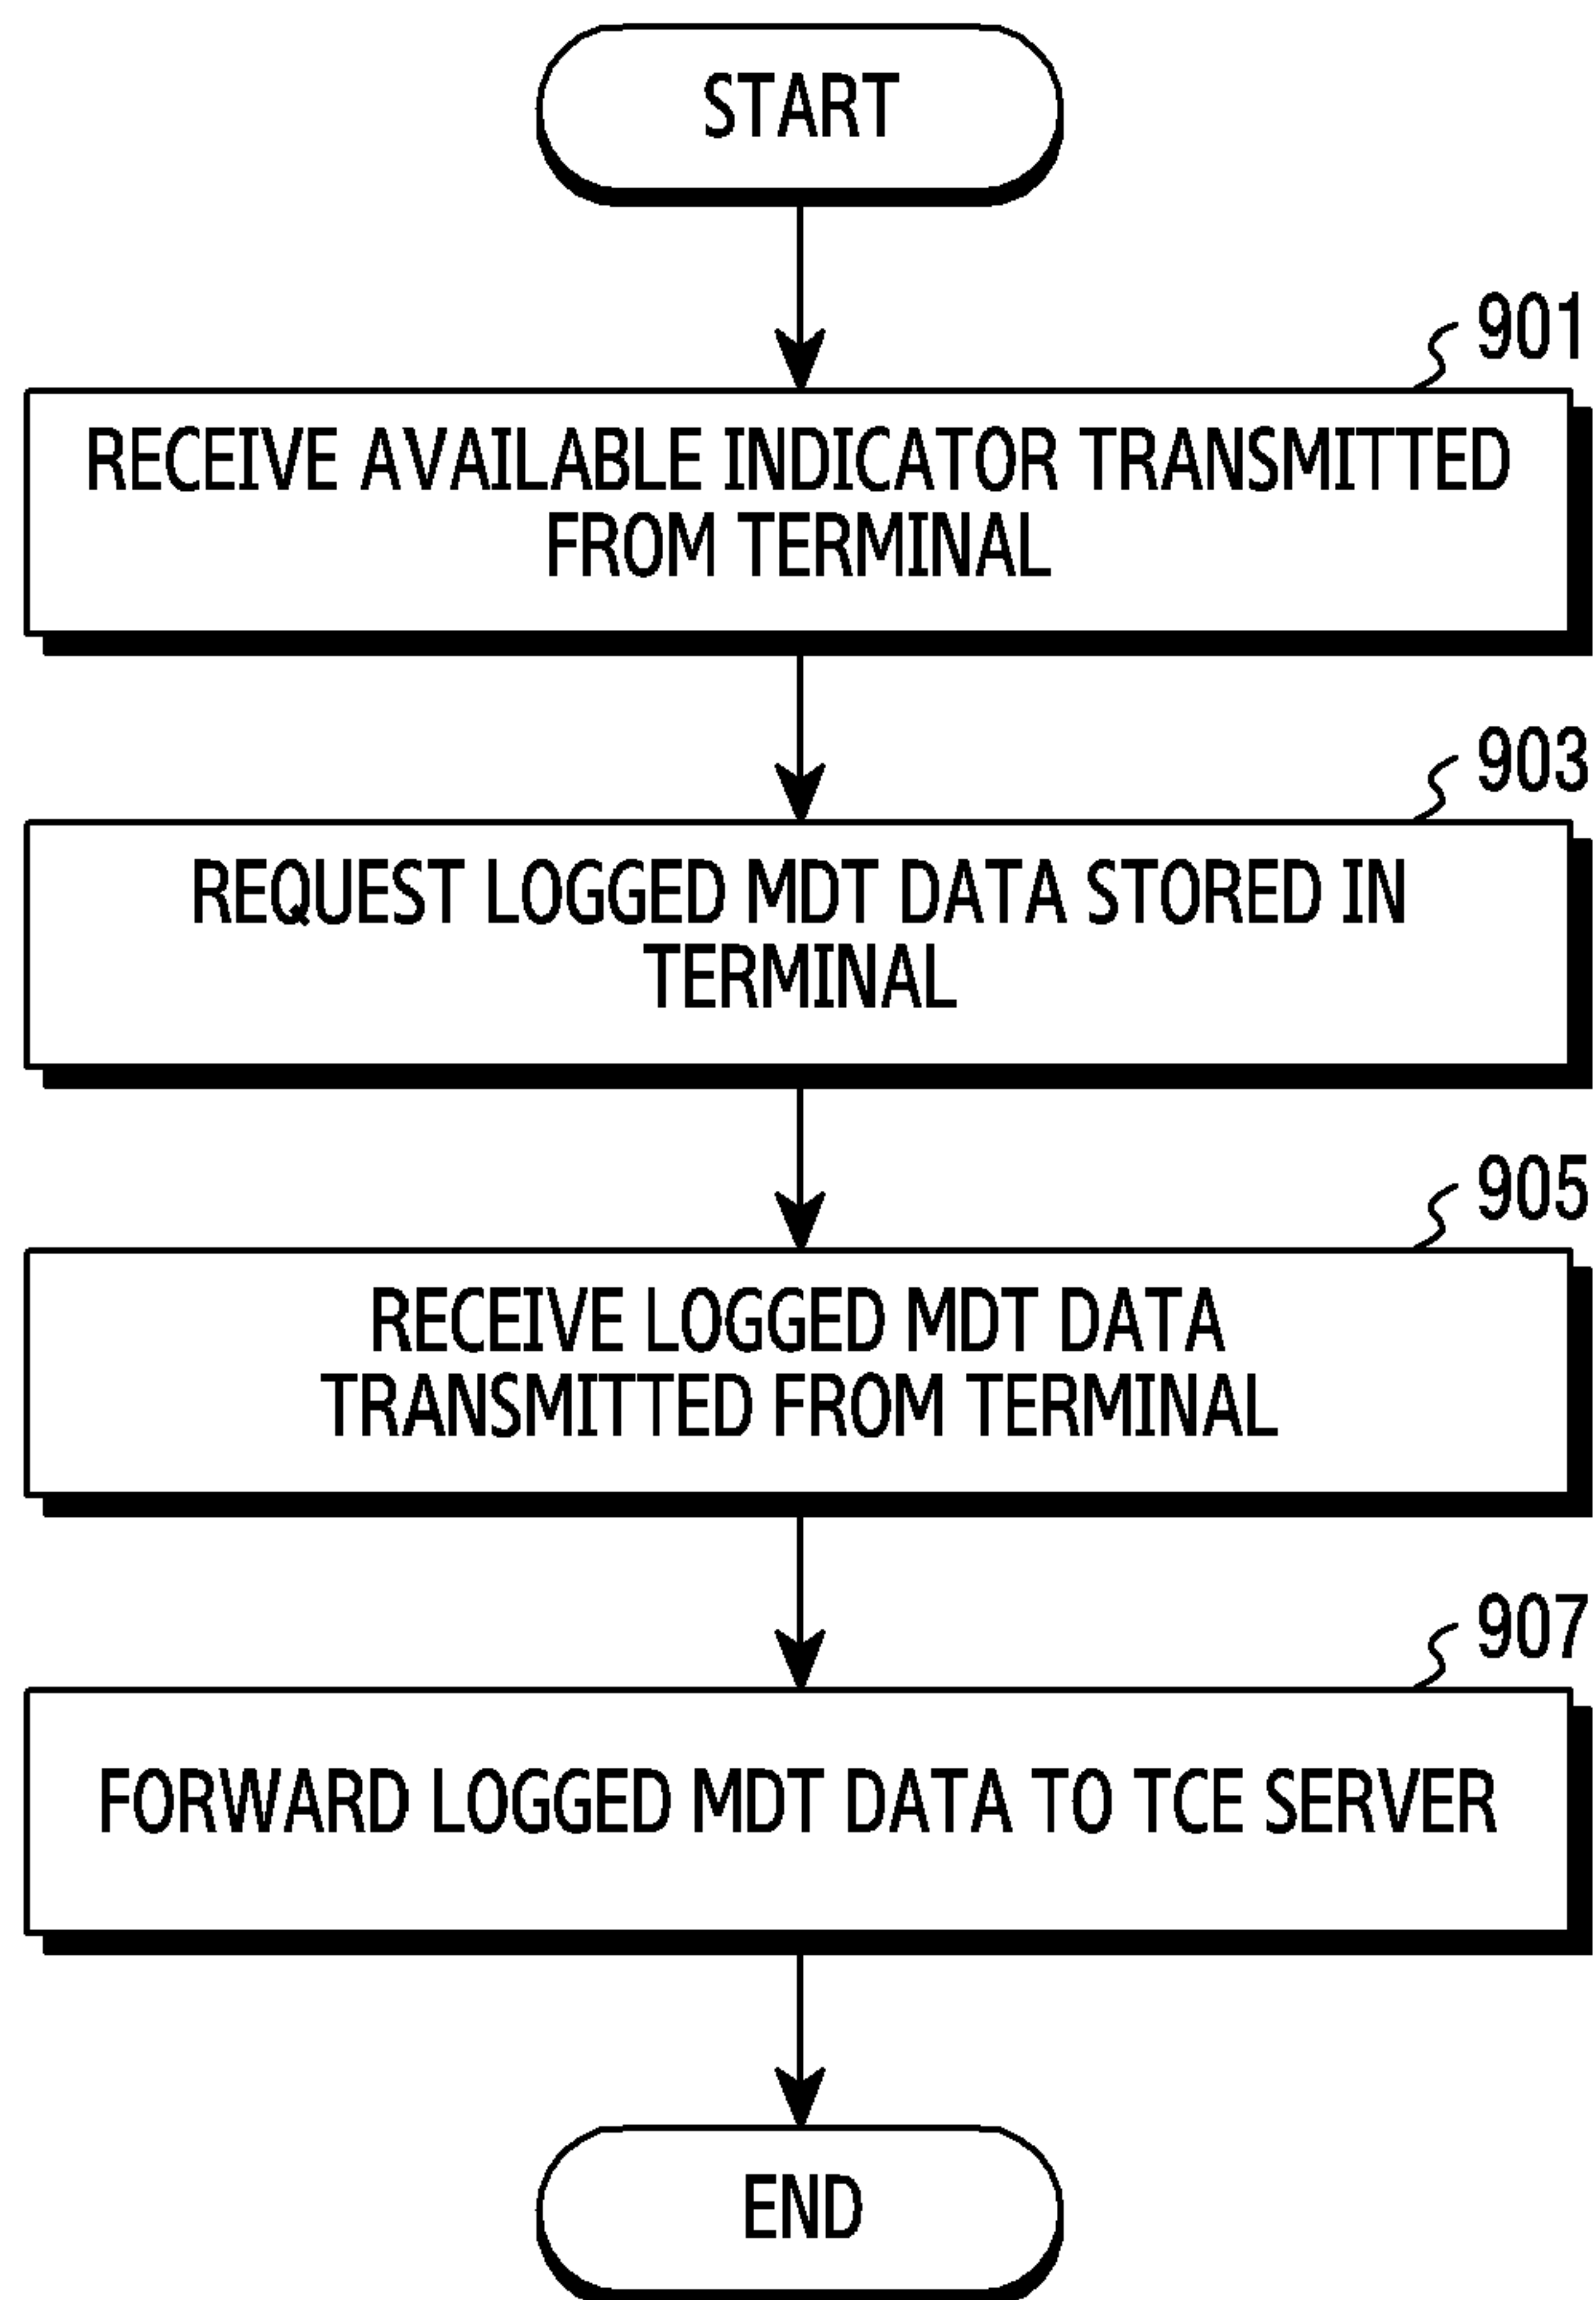 START
901
RECEIVE AVAILABLE INDICATOR TRANSMITTED
FROM TERMINAL
903
REQUEST LOGGED MDT DATA STORED IN
TERMINAL
905
RECEIVE LOGGED MDT DATA
TRANSMITTED FROM TERMINAL
907
FORWARD LOGGED MDT DATA TO TCE SERVER
END